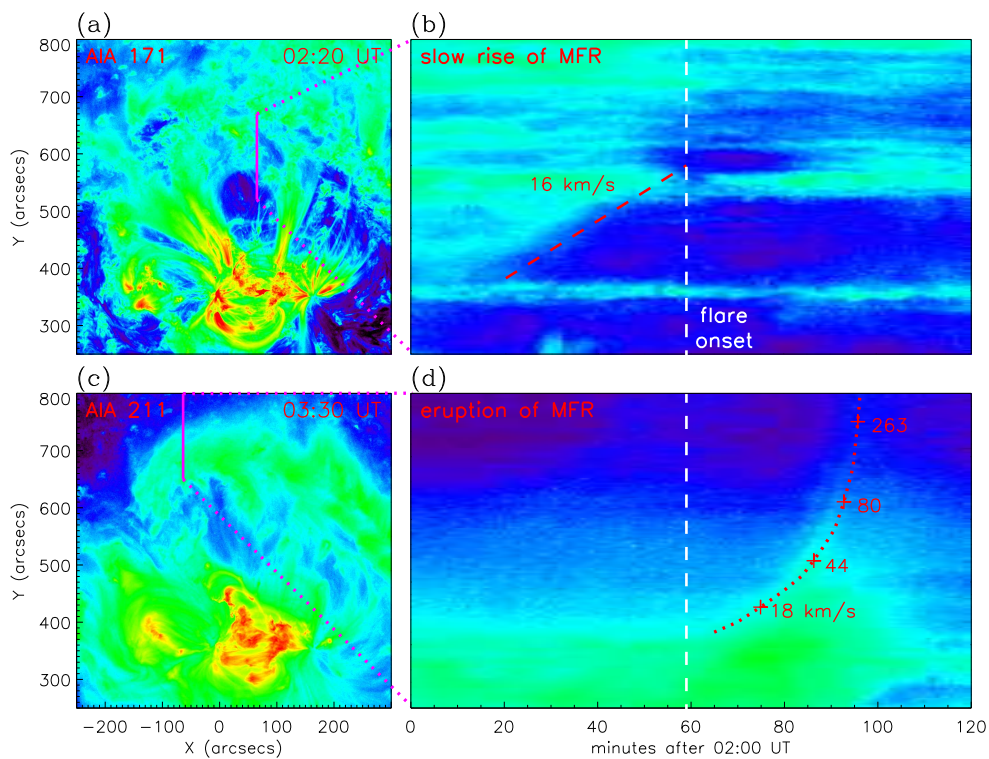 (a)
(b)
AIA 171 02:20 UT
slow rise of MFR
800
700
600
500
400
300
Y (arcsecs)
16 km/s
flare
onset
(c)
(d)
AIA 211 03:30 UT
eruption of MFR
800
700
600
500
400
300
Y (arcsecs)
263
80
44
18 km/s
-200 -100 0 100 200
X (arcsecs)
0 20 40 60 80 100 120
minutes after 02:00 UT